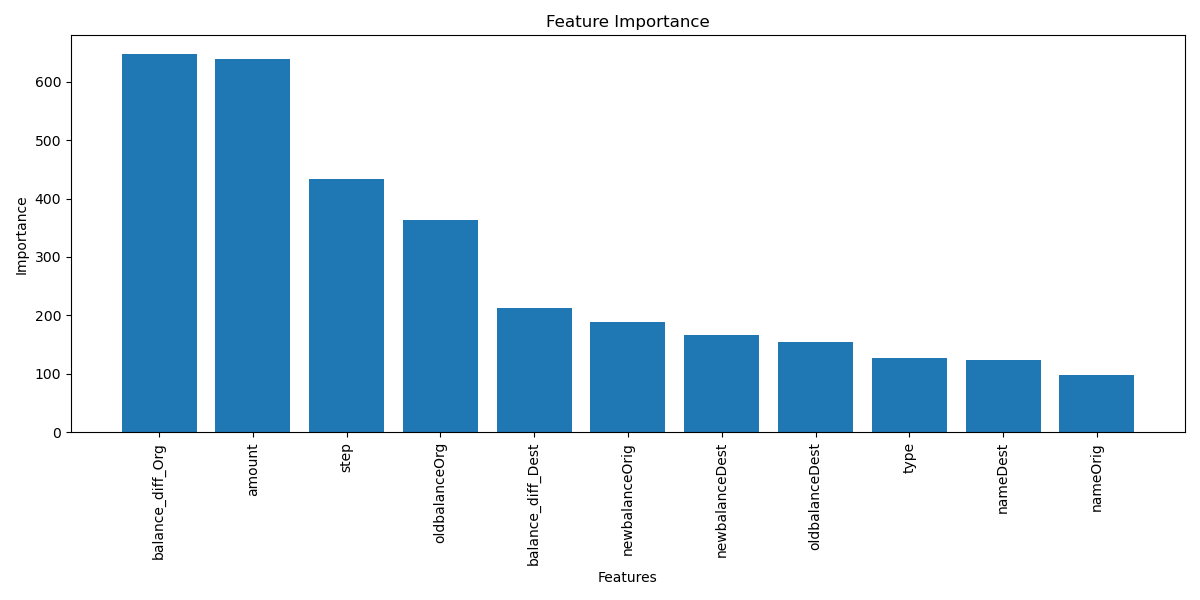 Feature Importance
600
500
400
300
200
100
0
Importance
balance_diff_Org
amount
step
oldbalanceOrg
balance_diff_Dest
newbalanceOrig
newbalanceDest
oldbalanceDest
type
nameDest
nameOrig
Features